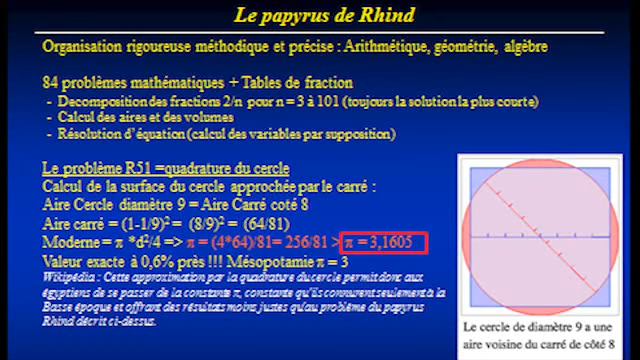 Le papyrus de Rhind
Organisation rigoureuse méthodique et précise : Arithmétique, géométrie, algèbre
84 problèmes mathématiques + Tables de fraction
- Decomposition des fractions 2/n pour n = 3 à 101 (toujours la solution la plus courte)
- Calcul des aires et des volumes
- Résolution d'équation (calcul des variables par supposition)
Le problème R51 =quadrature du cercle
Calcul de la surface du cercle approchée par le carré :
Aire Cercle diamètre 9 = Aire Carré coté 8
Aire carré = (1-1/9)² = (8/9)² = (64/81)
Moderne = π *d²/4 => π = (4*64)/81= 256/81 > π = 3,1605
Valeur exacte à 0,6% près !!! Mésopotamie π = 3
Wikipédia : Cette approximation par la quadrature du cercle permit donc aux
égyptiens de se passer de la constante π, constante qu'ils connurent seulement à la
Basse époque et offrant des résultats moins justes qu'au problème du papyrus
Rhind décrit ci-dessus.
Le cercle de diamètre 9 a une
aire voisine du carré de côté 8